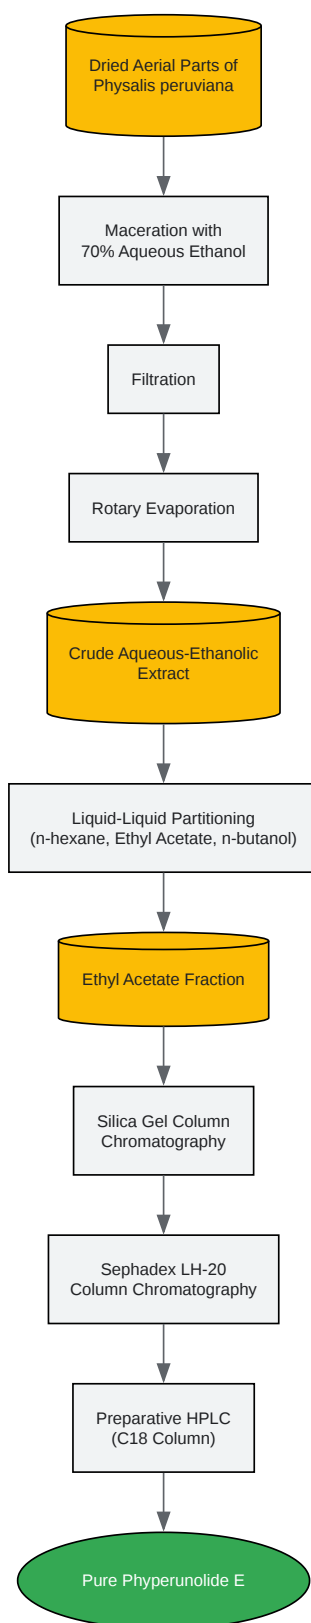 Dried Aerial Parts of
Physalis peruviana
Maceration with
70% Aqueous Ethanol
Filtration
Rotary Evaporation
Crude Aqueous-Ethanolic
Extract
Liquid-Liquid Partitioning
(n-hexane, Ethyl Acetate, n-butanol)
Ethyl Acetate Fraction
Silica Gel Column
Chromatography
Sephadex LH-20
Column Chromatography
Preparative HPLC
(C18 Column)
Pure Phyperunolide E